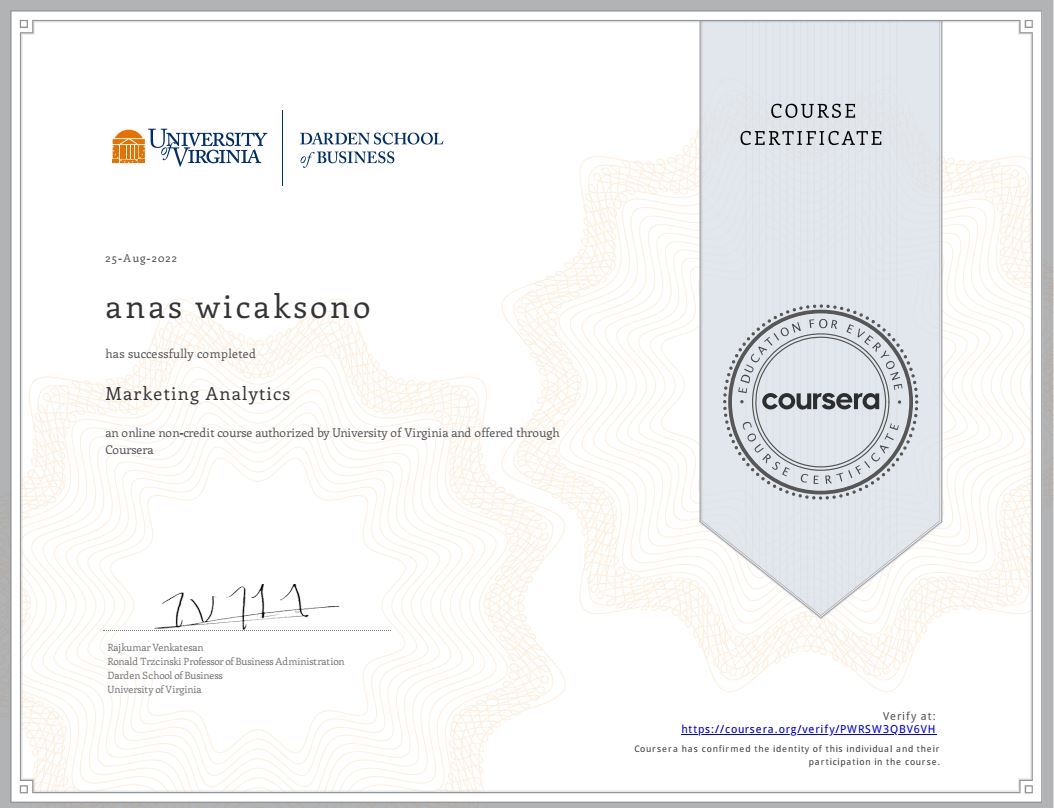 UNIVERSITY
of VIRGINIA
DARDEN SCHOOL
of BUSINESS
COURSE
CERTIFICATE
25-Aug-2022
anas wicaksono
has successfully completed
Marketing Analytics
an online non-credit course authorized by University of Virginia and offered through
Coursera
EDUCATION FOR EVERYONE
coursera
COURSE CERTIFICATE
Rajkumar Venkatesan
Ronald Trzcinski Professor of Business Administration
Darden School of Business
University of Virginia
Verify at:
https://coursera.org/verify/PWRSW3QBV6VH
Coursera has confirmed the identity of this individual and their
participation in the course.